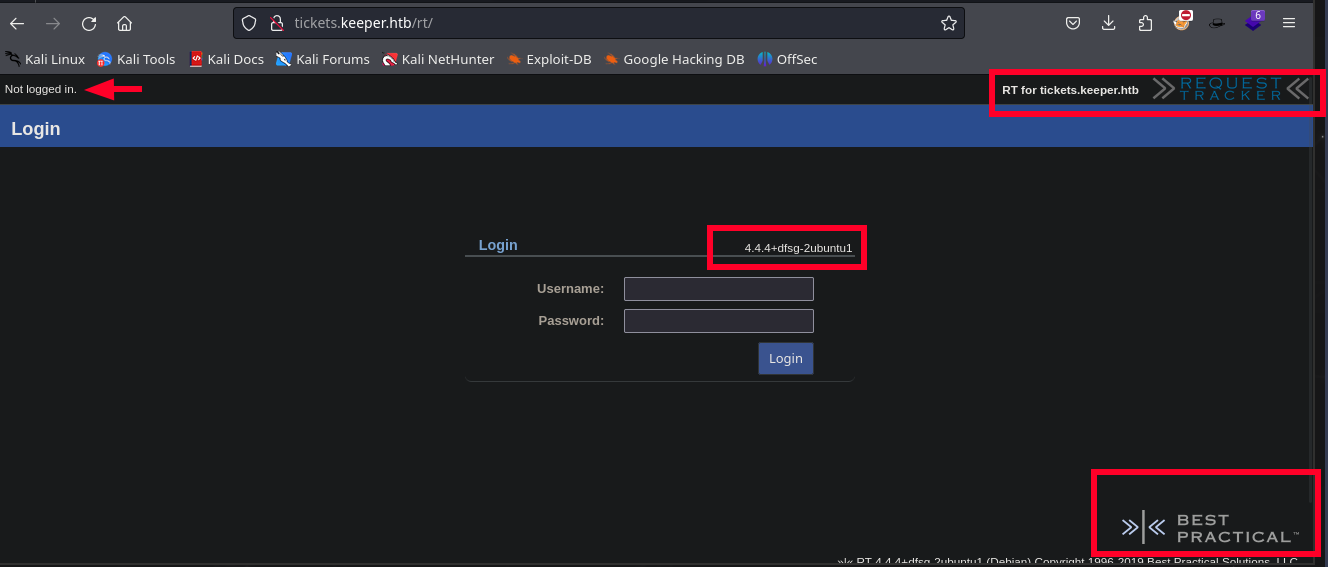 tickets.keeper.htb/rt/
6
Kali Linux Kali Tools Kali Docs Kali Forums Kali NetHunter Exploit-DB Google Hacking DB OffSec
Not logged in.
RT for tickets.keeper.htb REQUEST TRACKER
Login
Login 4.4.4+dfsg-2ubuntu1
Username:
Password:
Login
BEST
PRACTICAL™
»|« RT 4.4.4+dfsg-2ubuntu1 (Debian) Copyright 1996-2019 Best Practical Solutions, LLC.